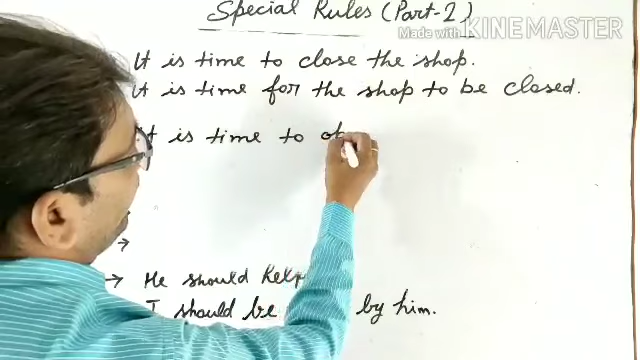 Special Rules (Part-2)
Made with KINEMASTER
It is time to close the shop.
It is time for the shop to be closed.
It is time to
→
→ He should help
I should be by him.